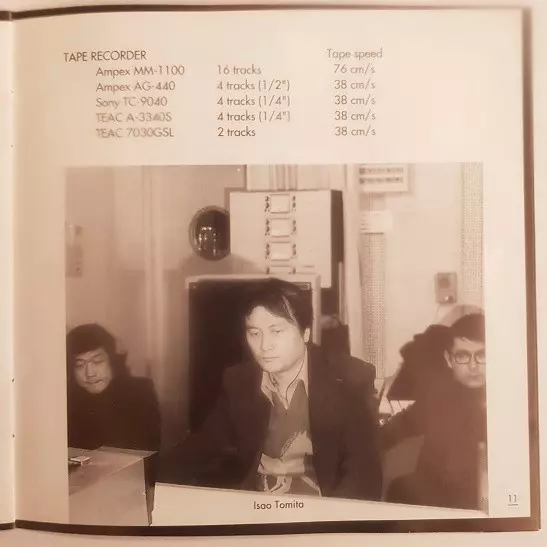 TAPE RECORDER Tape speed
Ampex MM-1100 16 tracks 76 cm/s
Ampex AG-440 4 tracks (1/2") 38 cm/s
Sony TC-9040 4 tracks (1/4") 38 cm/s
TEAC A-3340S 4 tracks (1/4") 38 cm/s
TEAC 7030GSL 2 tracks 38 cm/s
Isao Tomita
11